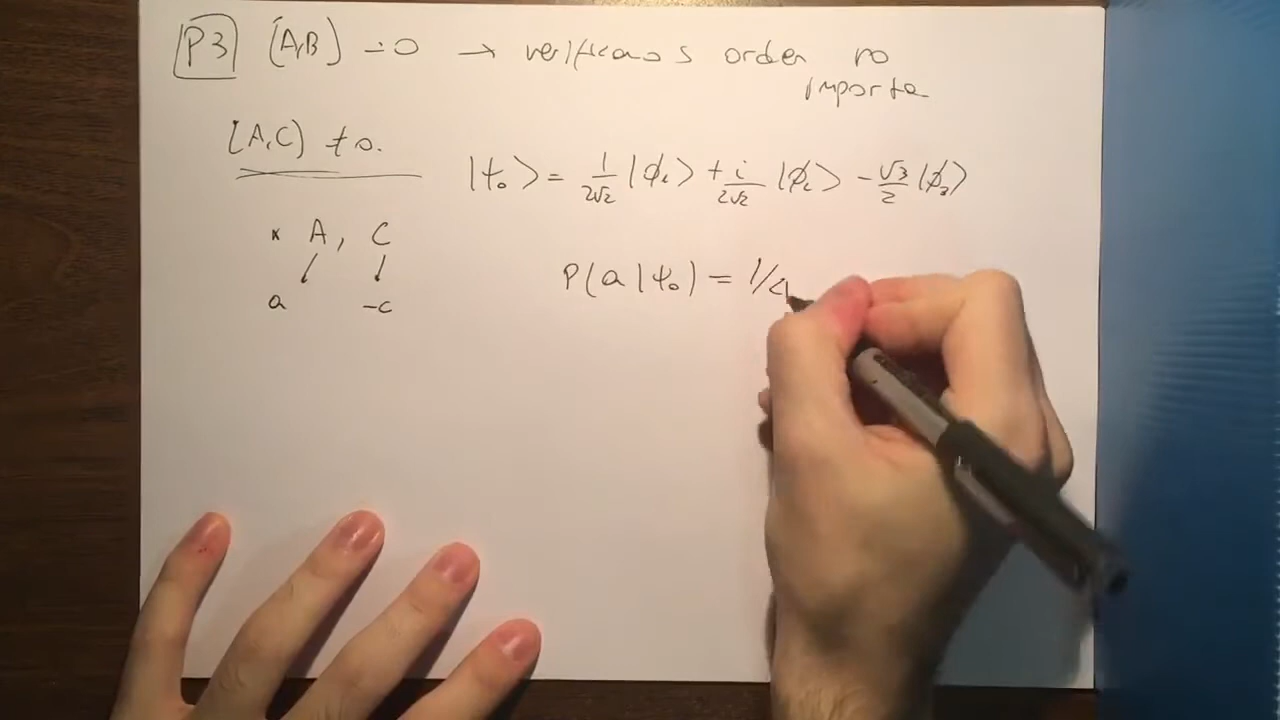 P3 [A,B] = 0 → verificamos orden no
importa
[A,C] ≠ 0.
|ψ₀⟩ = 1/2√2 |ϕ₁⟩ + i/2√2 |ϕ₂⟩ - √3/2 |ϕ₃⟩
* A, C
a -c
P(a|ψ₀) = 1/4